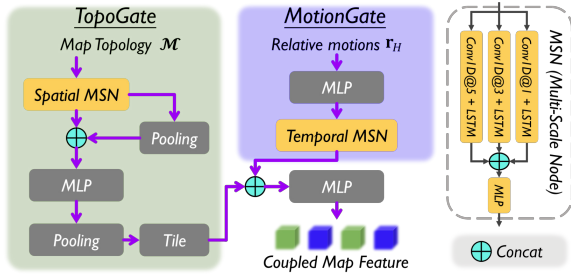 TopoGate
Map Topology M
Spatial MSN
Pooling
MLP
Pooling
Tile
MotionGate
Relative motions r_H
MLP
Temporal MSN
MLP
Coupled Map Feature
Conv1D@5 + LSTM
Conv1D@3 + LSTM
Conv1D@1 + LSTM
MLP
MSN (Multi-Scale
Node)
Concat